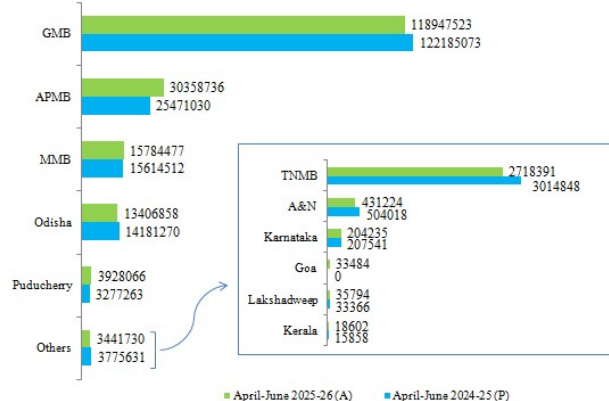 GMB
118947523
122185073
APMB
30358736
25471030
MMB
15784477
15614512
Odisha
13406858
14181270
Puducherry
3928066
3277263
Others
3441730
3775631
TNMB
2718391
3014848
A&N
431224
504018
Karnataka
204235
207541
Goa
33484
0
Lakshadweep
35794
33366
Kerala
18602
15858
April-June 2025-26 (A)
April-June 2024-25 (P)